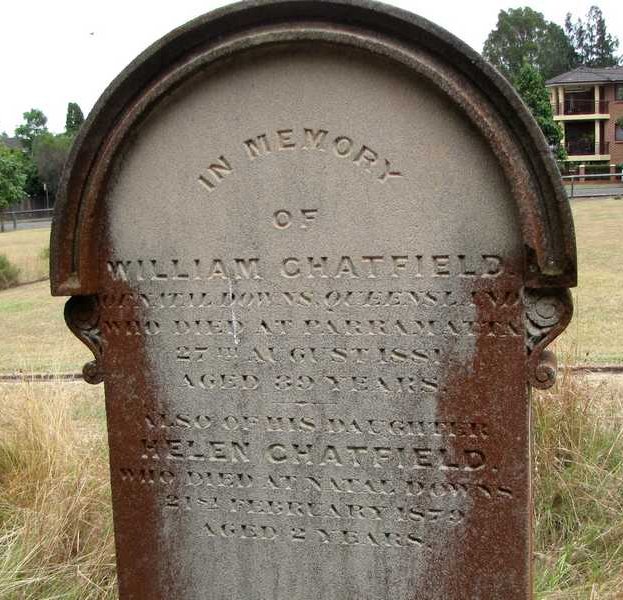 IN MEMORY
OF
WILLIAM CHATFIELD.
OF NATAL DOWNS, QUEENSLAND,
WHO DIED AT PARRAMATTA
27TH AUGUST 1881.
AGED 39 YEARS.
ALSO OF HIS DAUGHTER
HELEN CHATFIELD.
WHO DIED AT NATAL DOWNS
21ST FEBRUARY 1879.
AGED 2 YEARS.